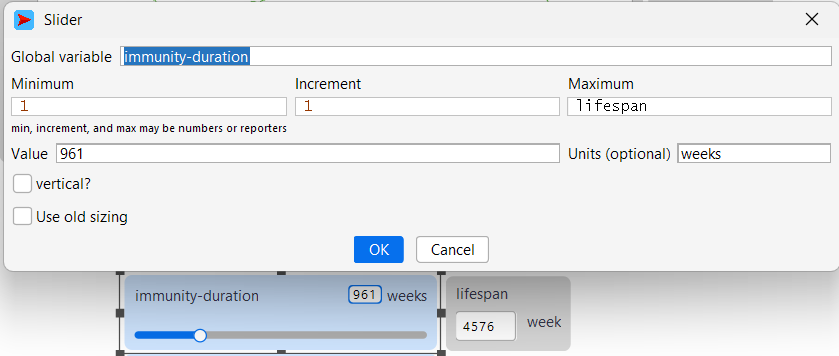 Slider
Global variable immunity-duration
Minimum Increment Maximum
1 1 lifespan
min, increment, and max may be numbers or reporters
Value 961 Units (optional) weeks
vertical?
Use old sizing
OK Cancel
immunity-duration 961 weeks lifespan
4576 week